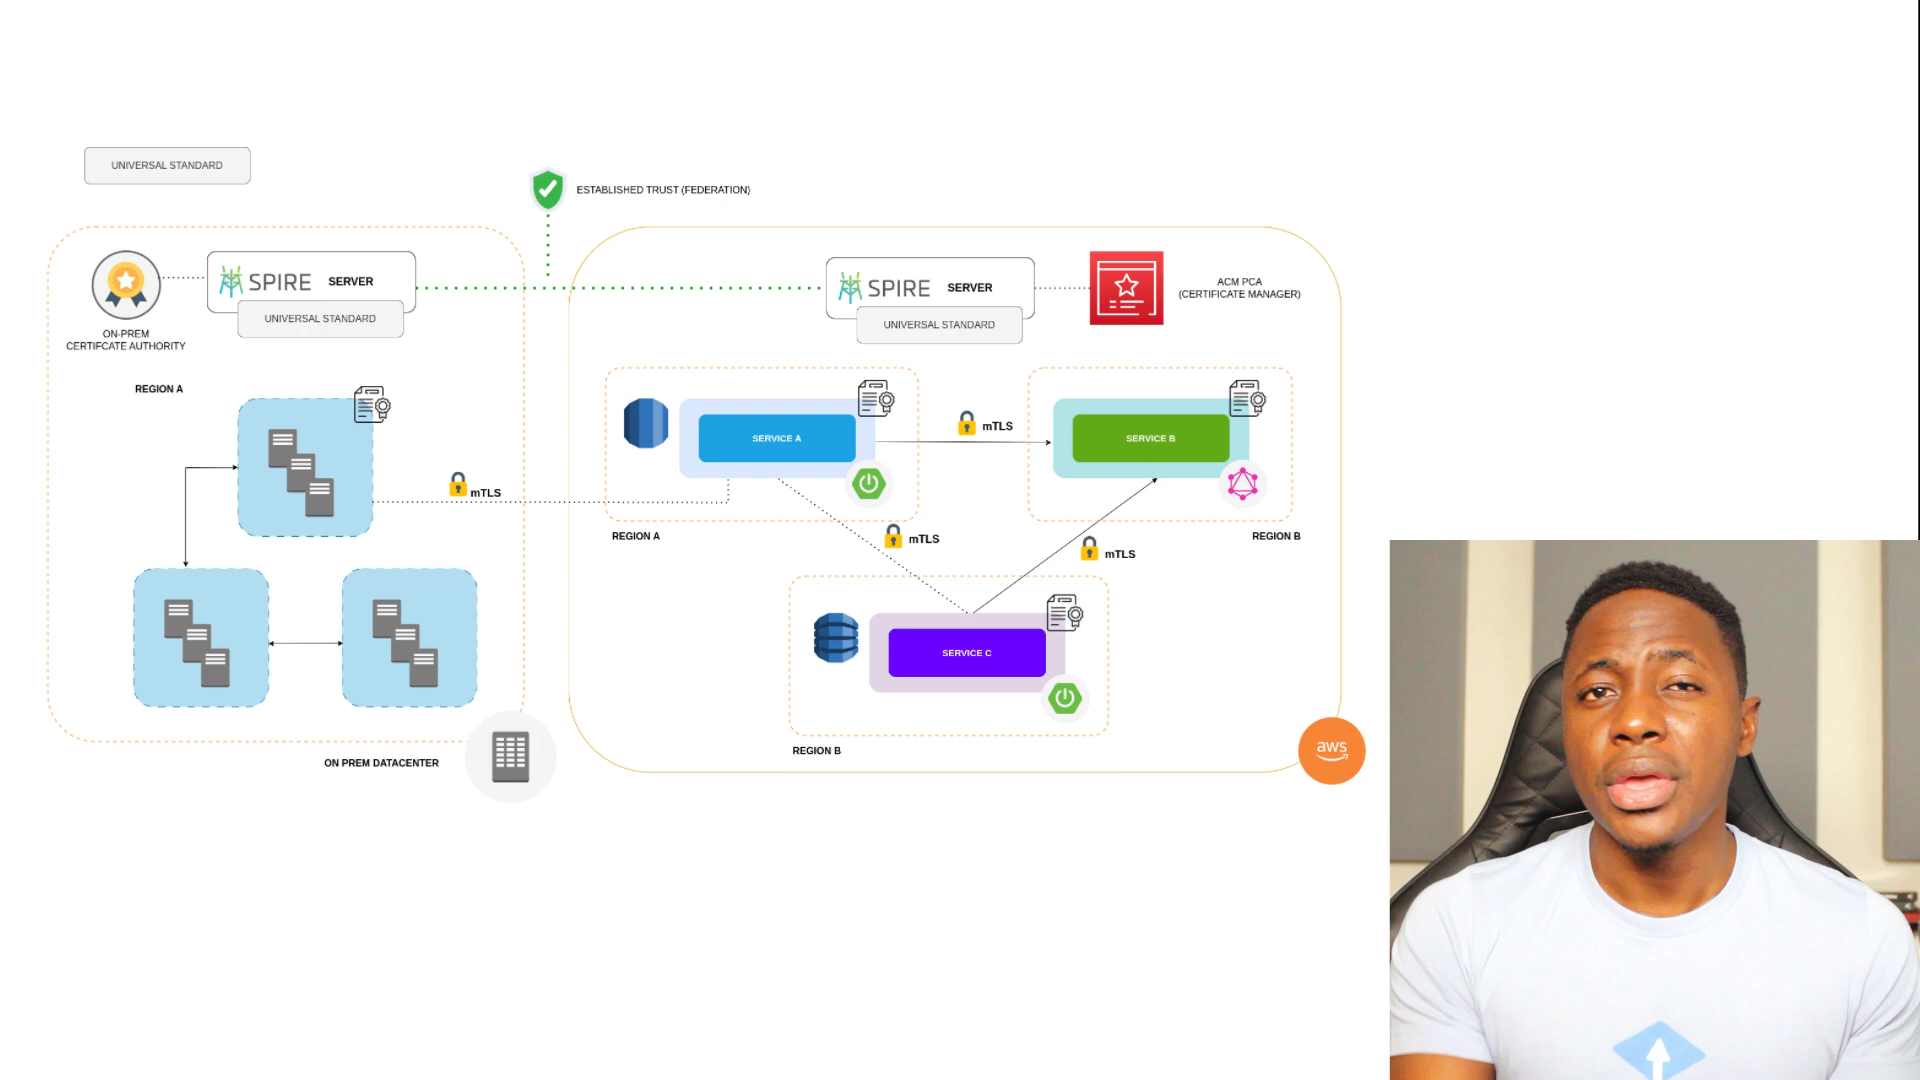 UNIVERSAL STANDARD
ESTABLISHED TRUST (FEDERATION)
SPIRE SERVER
UNIVERSAL STANDARD
ON-PREM
CERTIFCATE AUTHORITY
REGION A
mTLS
ON PREM DATACENTER
SPIRE SERVER
UNIVERSAL STANDARD
ACM PCA
(CERTIFICATE MANAGER)
SERVICE A
mTLS
SERVICE B
REGION A
mTLS
mTLS
REGION B
SERVICE C
REGION B
aws